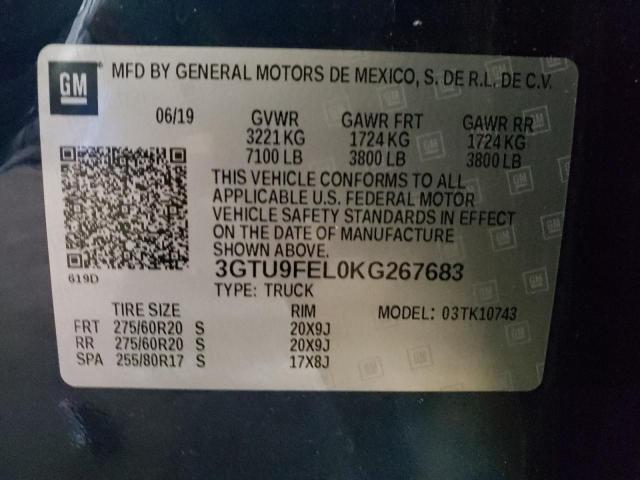 GM MFD BY GENERAL MOTORS DE MEXICO, S. DE R.L. DE C.V.
06/19 GVWR GAWR FRT GAWR RR
3221 KG 1724 KG 1724 KG
7100 LB 3800 LB 3800 LB
THIS VEHICLE CONFORMS TO ALL
APPLICABLE U.S. FEDERAL MOTOR
VEHICLE SAFETY STANDARDS IN EFFECT
ON THE DATE OF MANUFACTURE
SHOWN ABOVE.
619D
3GTU9FEL0KG267683
TYPE: TRUCK
TIRE SIZE RIM MODEL: 03TK10743
FRT 275/60R20 S 20X9J
RR 275/60R20 S 20X9J
SPA 255/80R17 S 17X8J